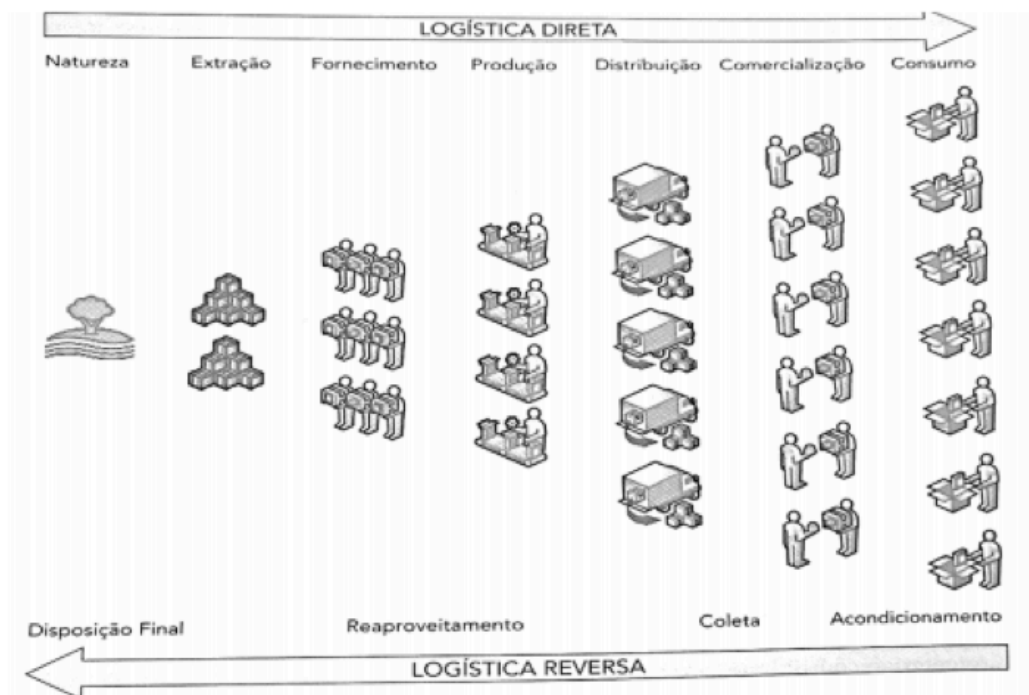 LOGÍSTICA DIRETA
Natureza Extração Fornecimento Produção Distribuição Comercialização Consumo
Disposição Final Reaproveitamento Coleta Acondicionamento
LOGÍSTICA REVERSA